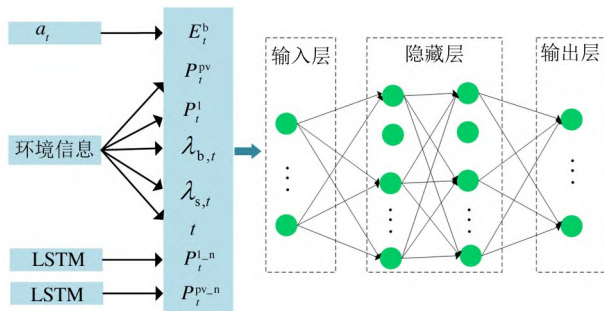 a_t
E_t^b
P_t^pv
P_t^l
环境信息
λ_b,t
λ_s,t
t
LSTM
P_t^l_n
LSTM
P_t^pv_n
输入层
隐藏层
输出层